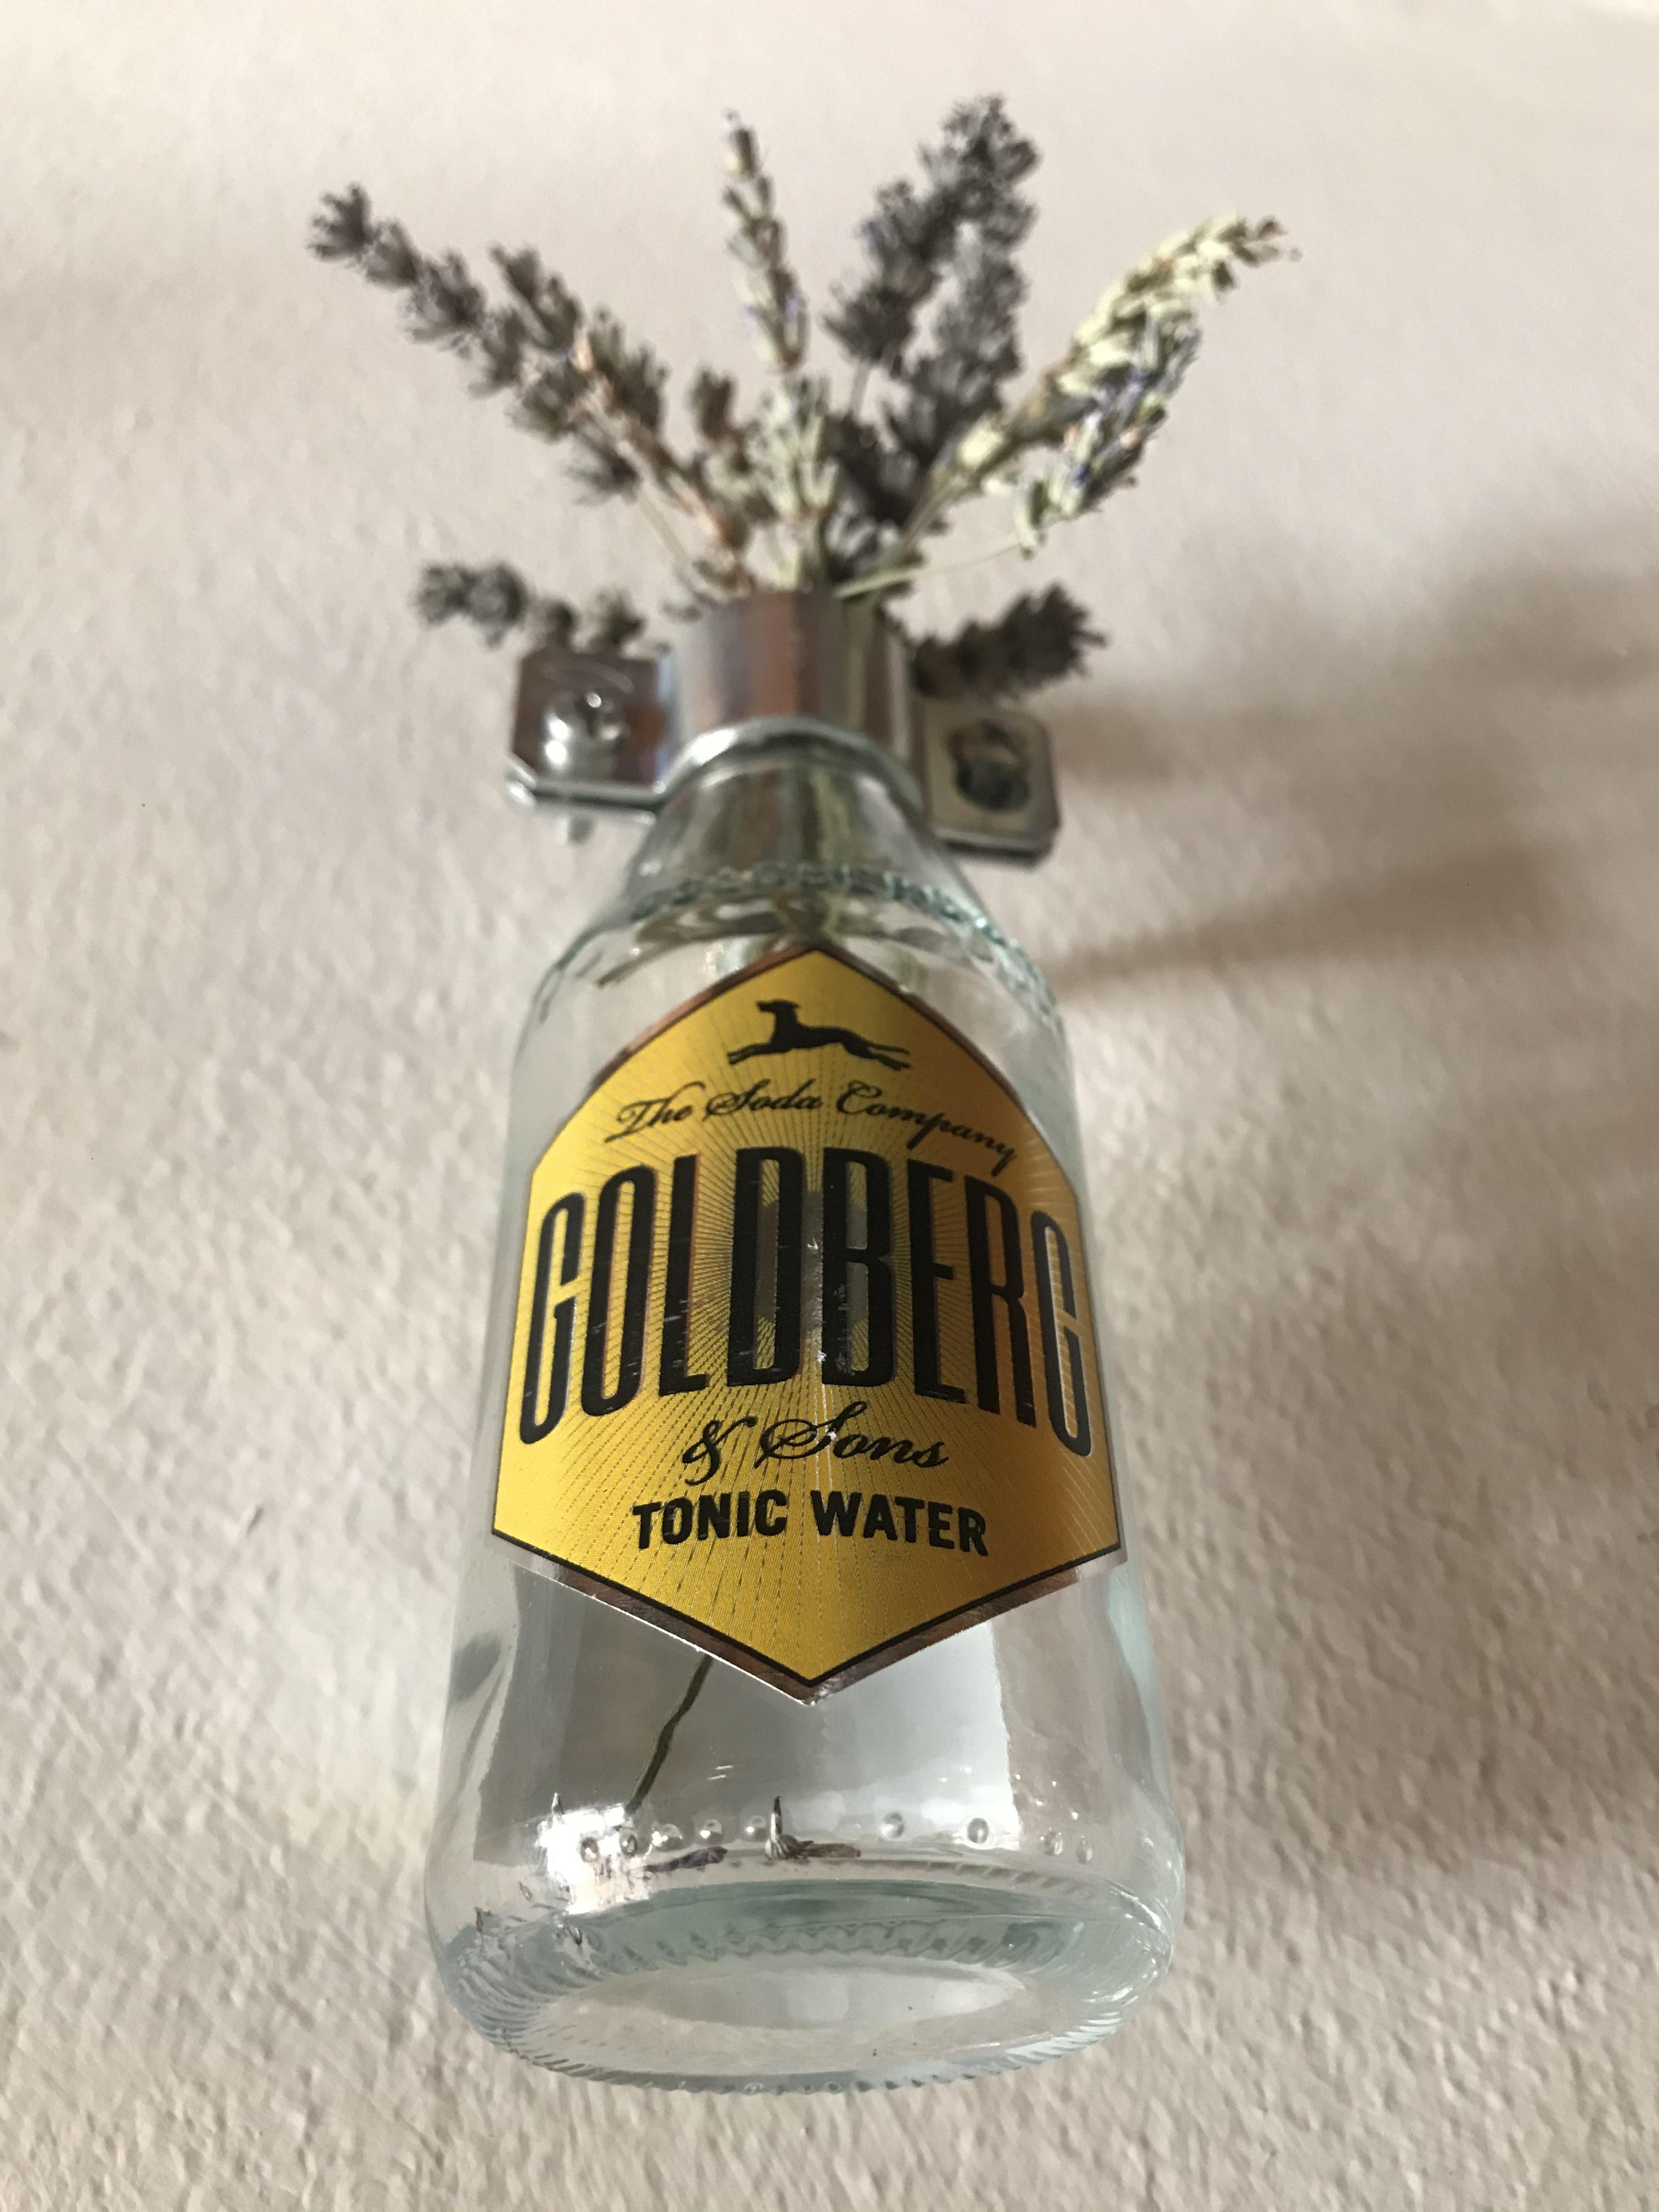 The Soda Company
GOLDBERG
& Sons
TONIC WATER